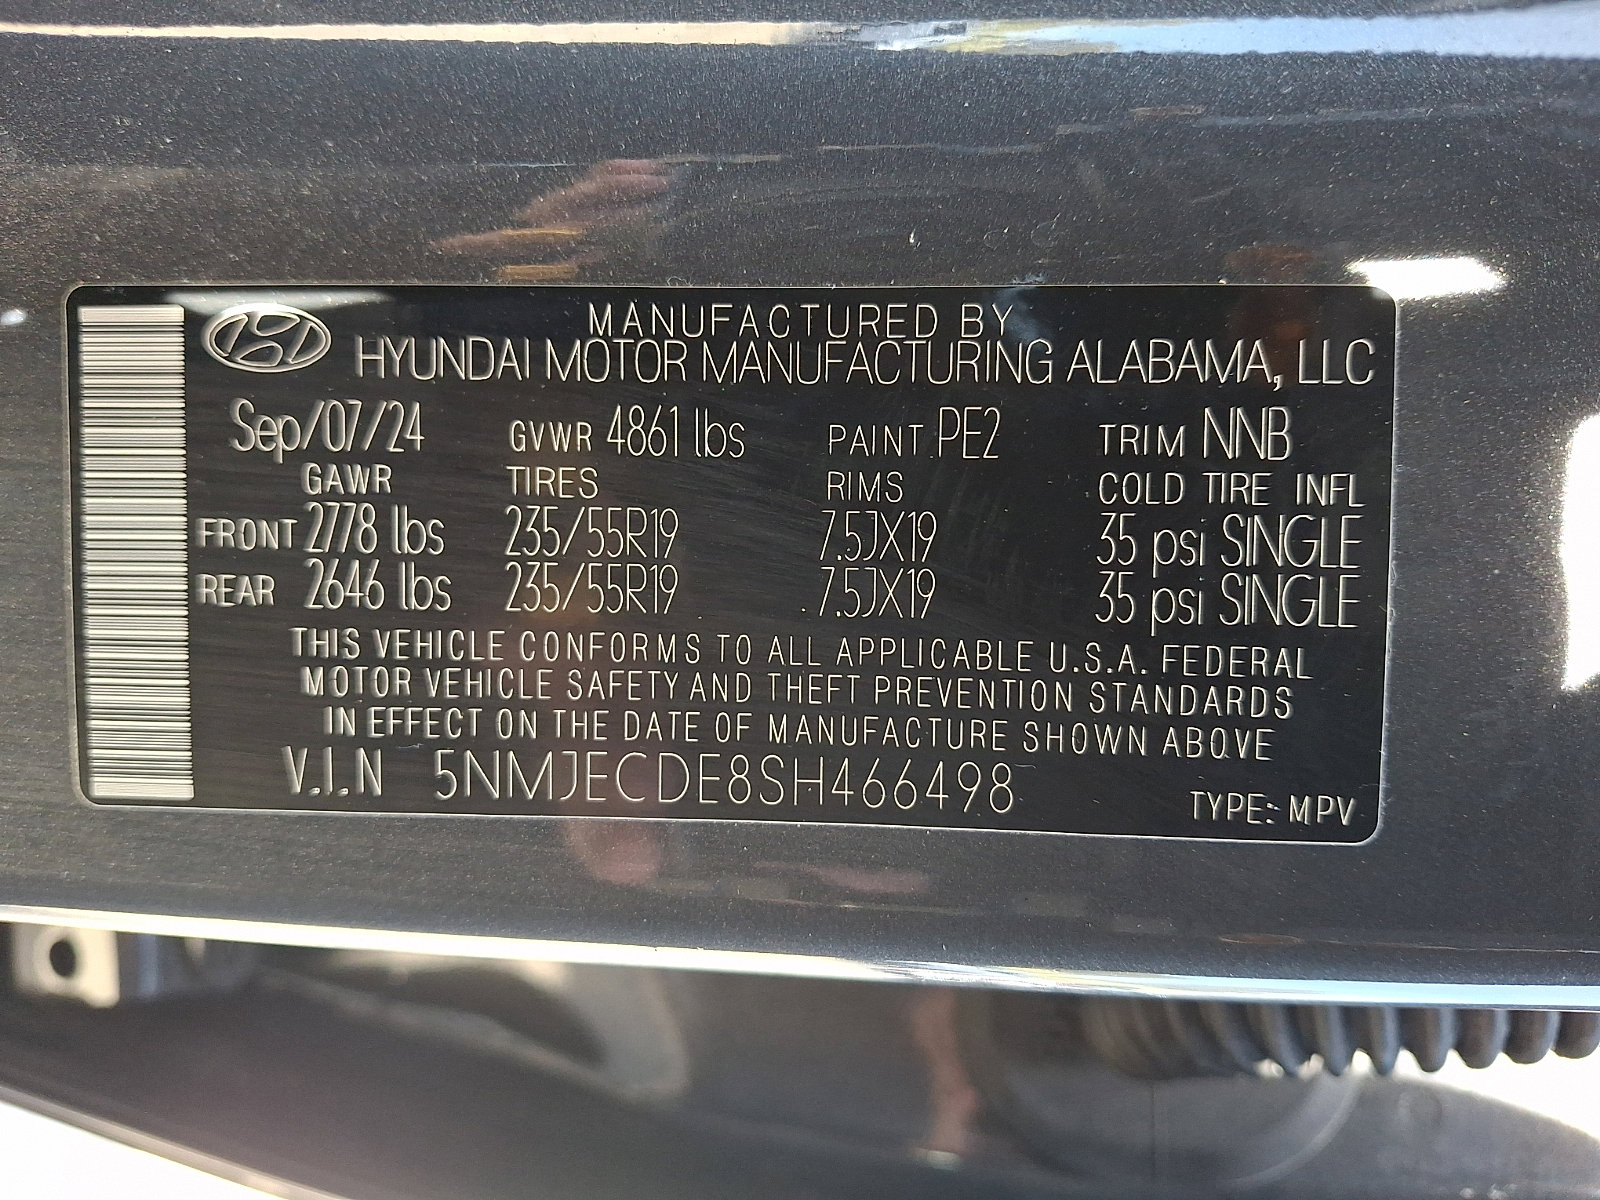 MANUFACTURED BY
HYUNDAI MOTOR MANUFACTURING ALABAMA, LLC
Sep/07/24 GVWR 4861 lbs PAINT PE2 TRIM NNB
GAWR TIRES RIMS COLD TIRE INFL
FRONT 2778 lbs 235/55R19 7.5JX19 35 psi SINGLE
REAR 2646 lbs 235/55R19 7.5JX19 35 psi SINGLE
THIS VEHICLE CONFORMS TO ALL APPLICABLE U.S.A. FEDERAL
MOTOR VEHICLE SAFETY AND THEFT PREVENTION STANDARDS
IN EFFECT ON THE DATE OF MANUFACTURE SHOWN ABOVE
V.I.N 5NMJECDE8SH466498 TYPE: MPV